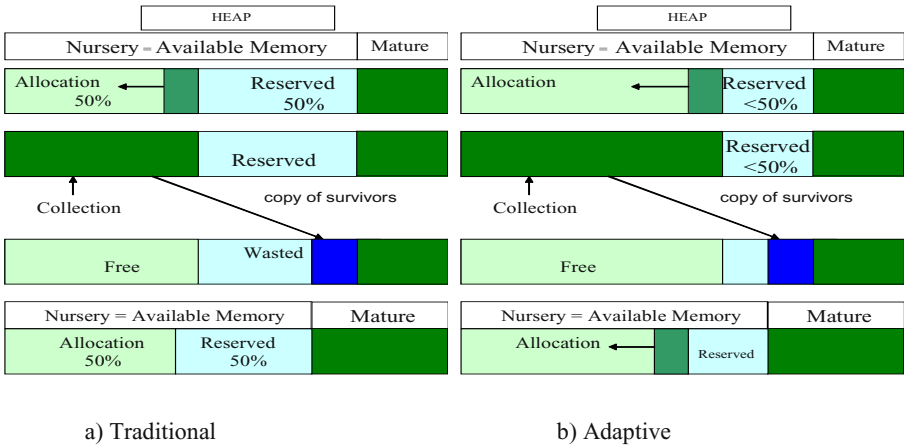 HEAP
Nursery = Available Memory
Mature
Allocation
50%
Reserved
50%
Reserved
Collection
copy of survivors
Free
Wasted
Nursery = Available Memory
Mature
Allocation
50%
Reserved
50%
a) Traditional
HEAP
Nursery = Available Memory
Mature
Allocation
Reserved
<50%
Reserved
<50%
Collection
copy of survivors
Free
Nursery = Available Memory
Mature
Allocation
Reserved
b) Adaptive